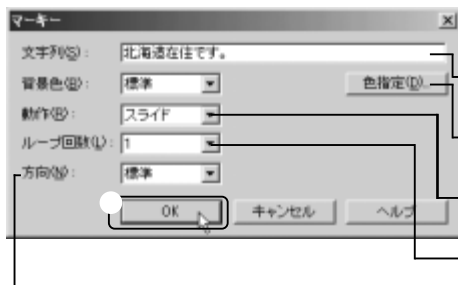 マーキー
文字列(S): 北海道在住です。
背景色(B): 標準 色指定(D)...
動作(B): スライド
ループ回数(L): 1
方向(N): 標準
OK キャンセル ヘルプ